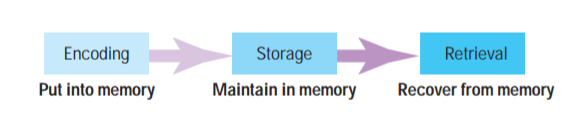 Encoding
Storage
Retrieval
Put into memory
Maintain in memory
Recover from memory